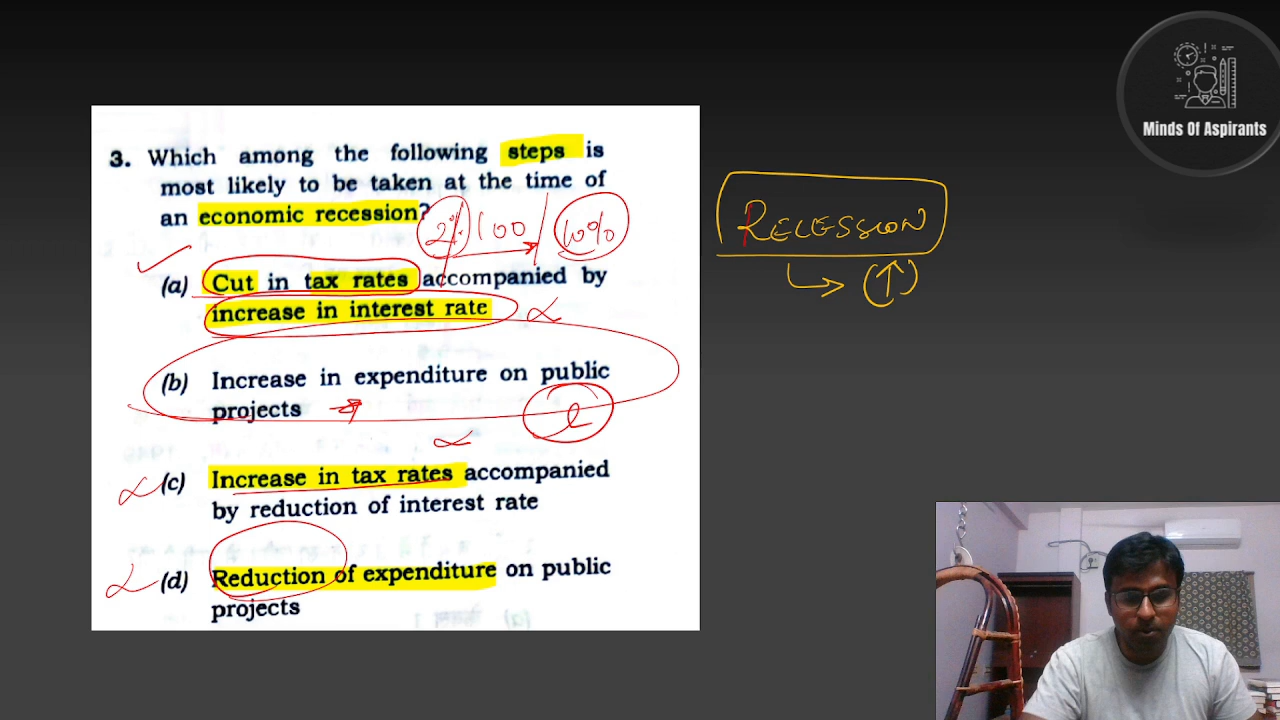 Minds Of Aspirants
3. Which among the following steps is
most likely to be taken at the time of
an economic recession?
2% 100 10%
(a) Cut in tax rates accompanied by
increase in interest rate
(b) Increase in expenditure on public
projects
(c) Increase in tax rates accompanied
by reduction of interest rate
(d) Reduction of expenditure on public
projects
RECESSION